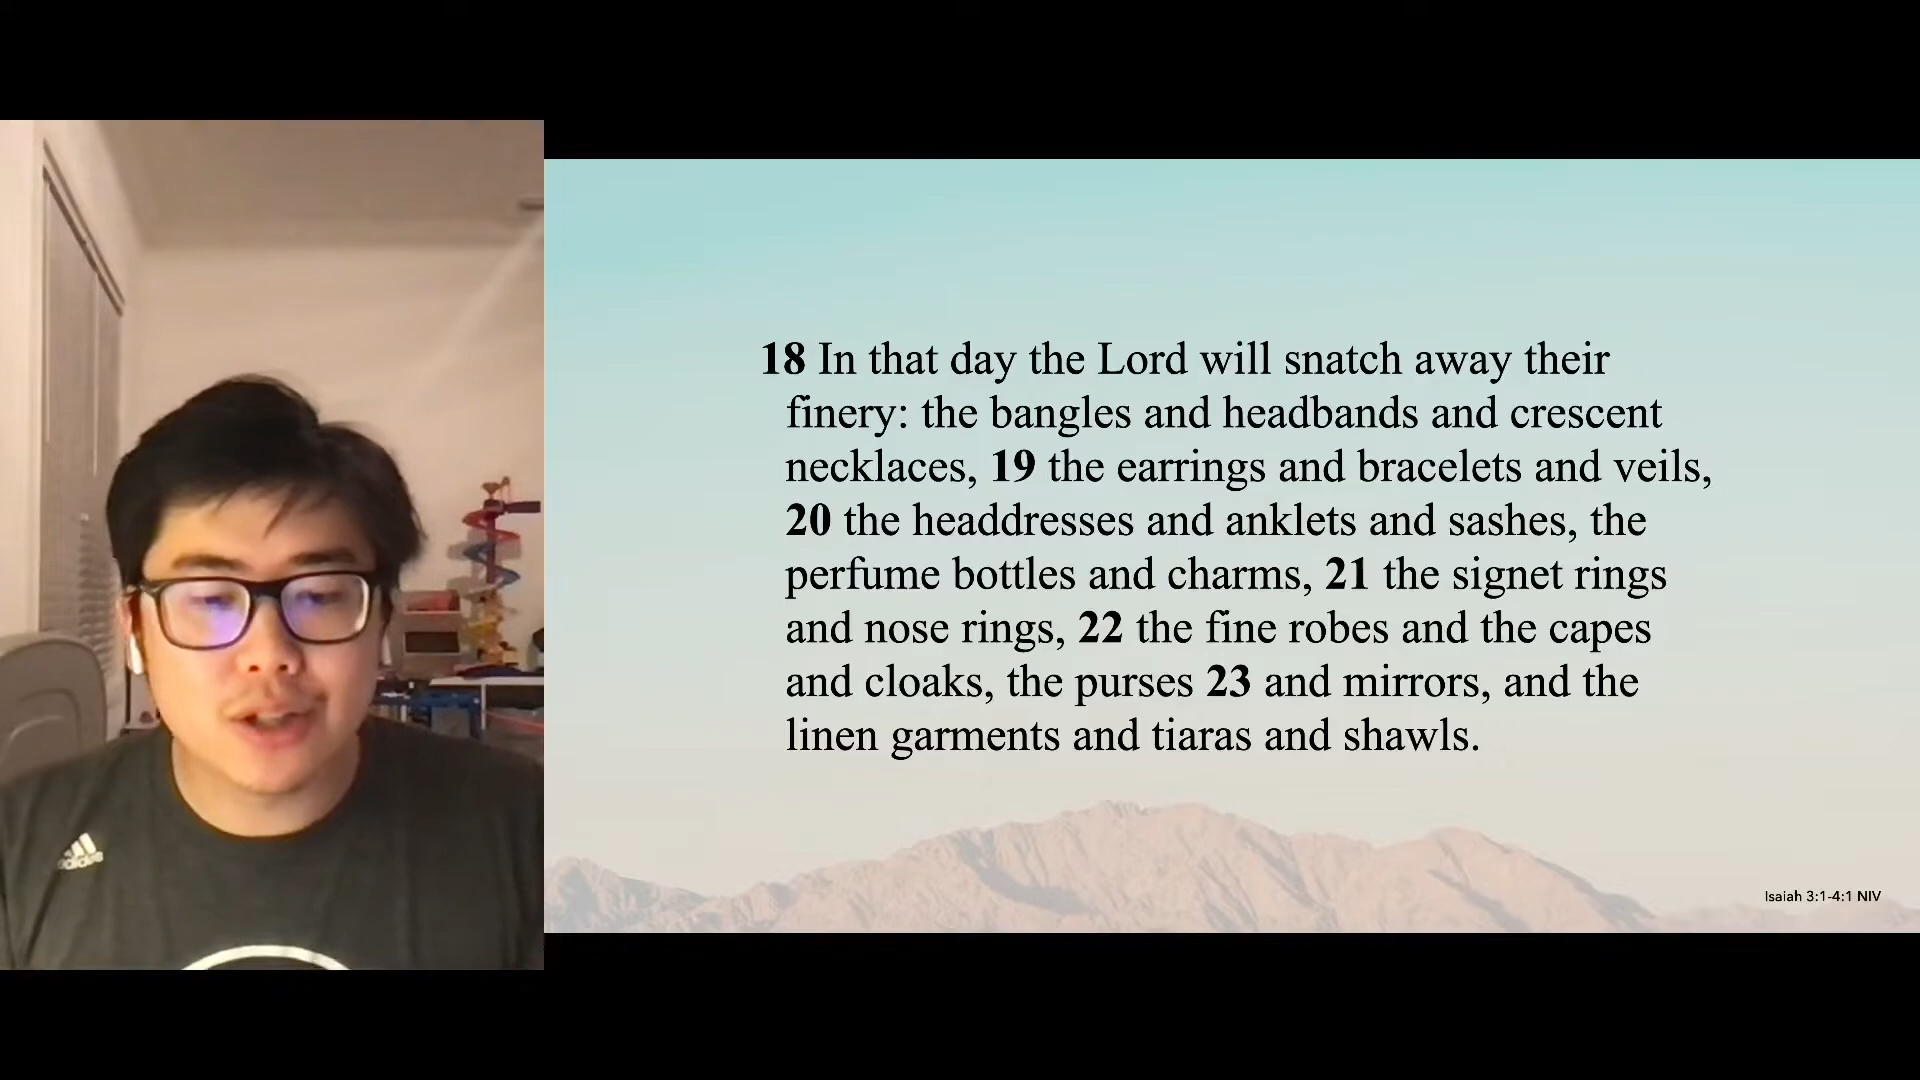 18 In that day the Lord will snatch away their
finery: the bangles and headbands and crescent
necklaces, 19 the earrings and bracelets and veils,
20 the headdresses and anklets and sashes, the
perfume bottles and charms, 21 the signet rings
and nose rings, 22 the fine robes and the capes
and cloaks, the purses 23 and mirrors, and the
linen garments and tiaras and shawls.
Isaiah 3:1-4:1 NIV
adidas